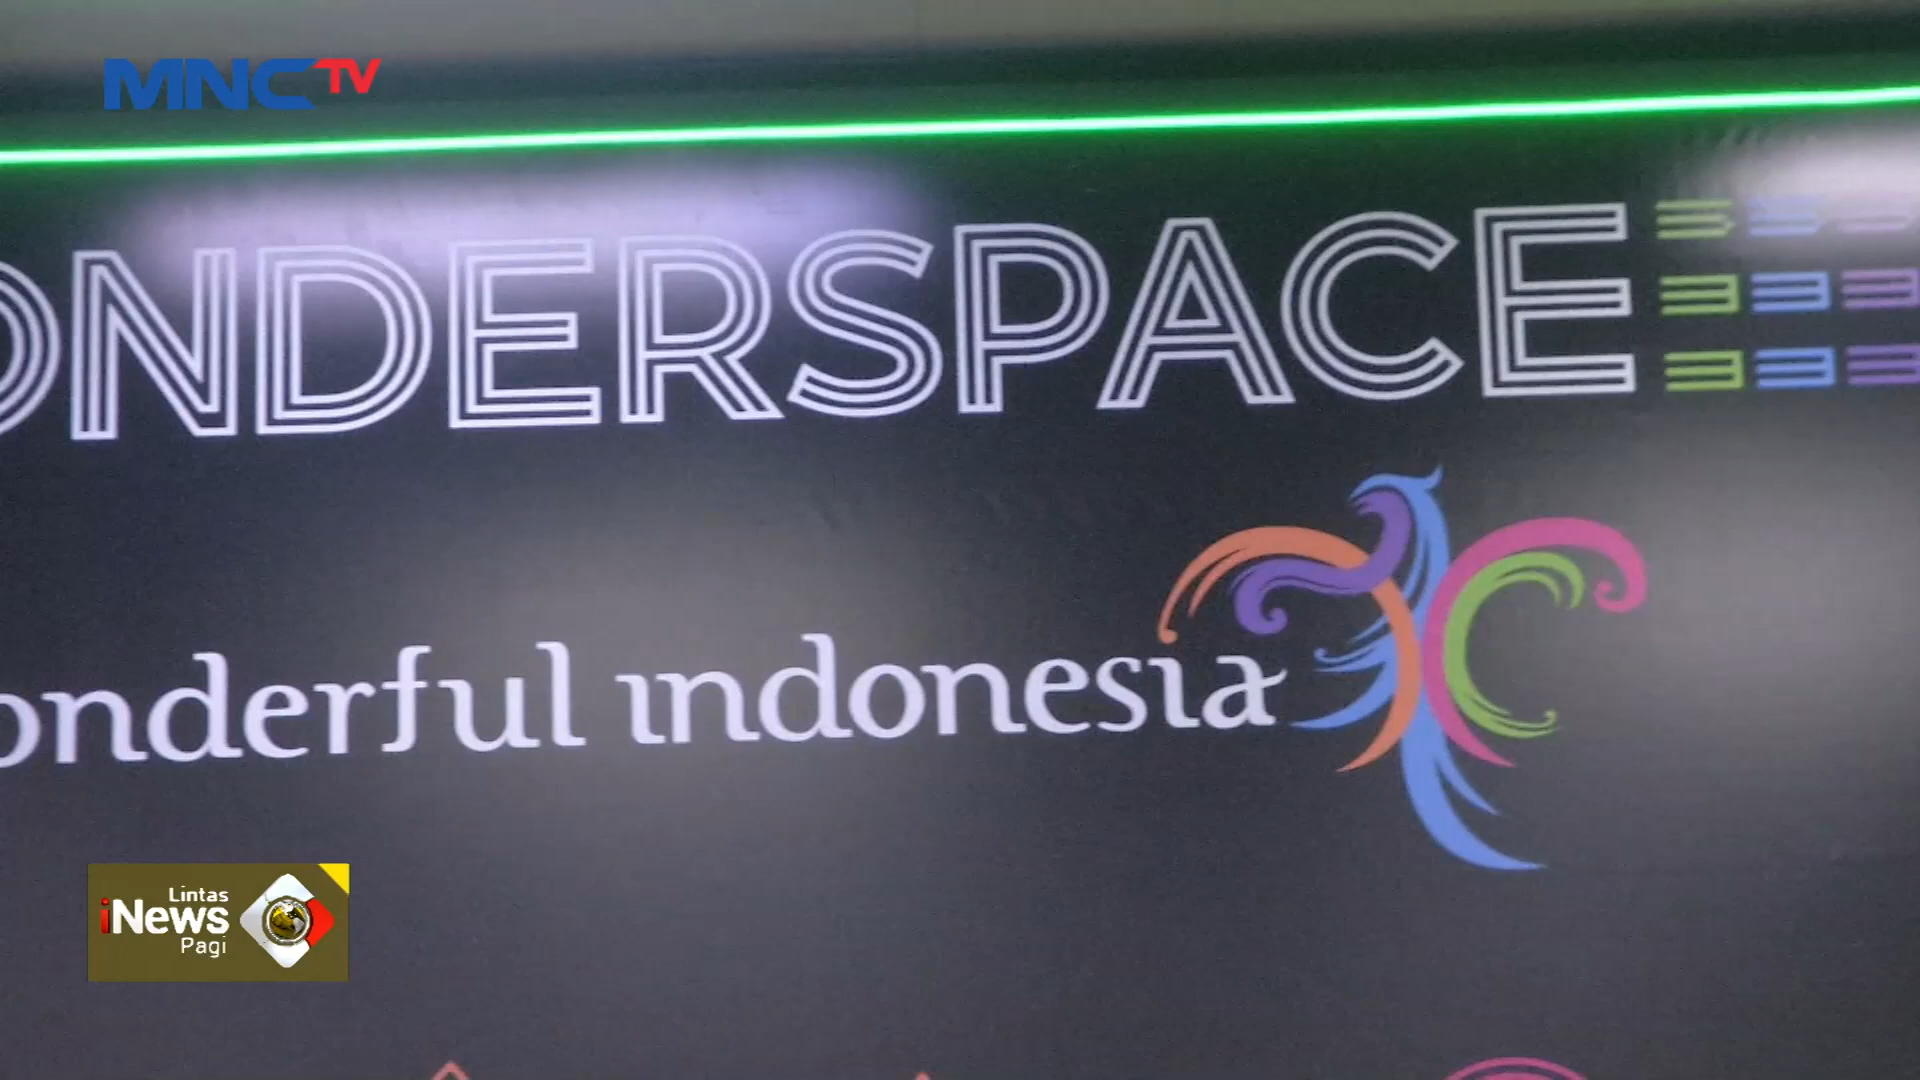 MNCTV
ONDERSPACE
onderful indonesia
Lintas
iNews
Pagi